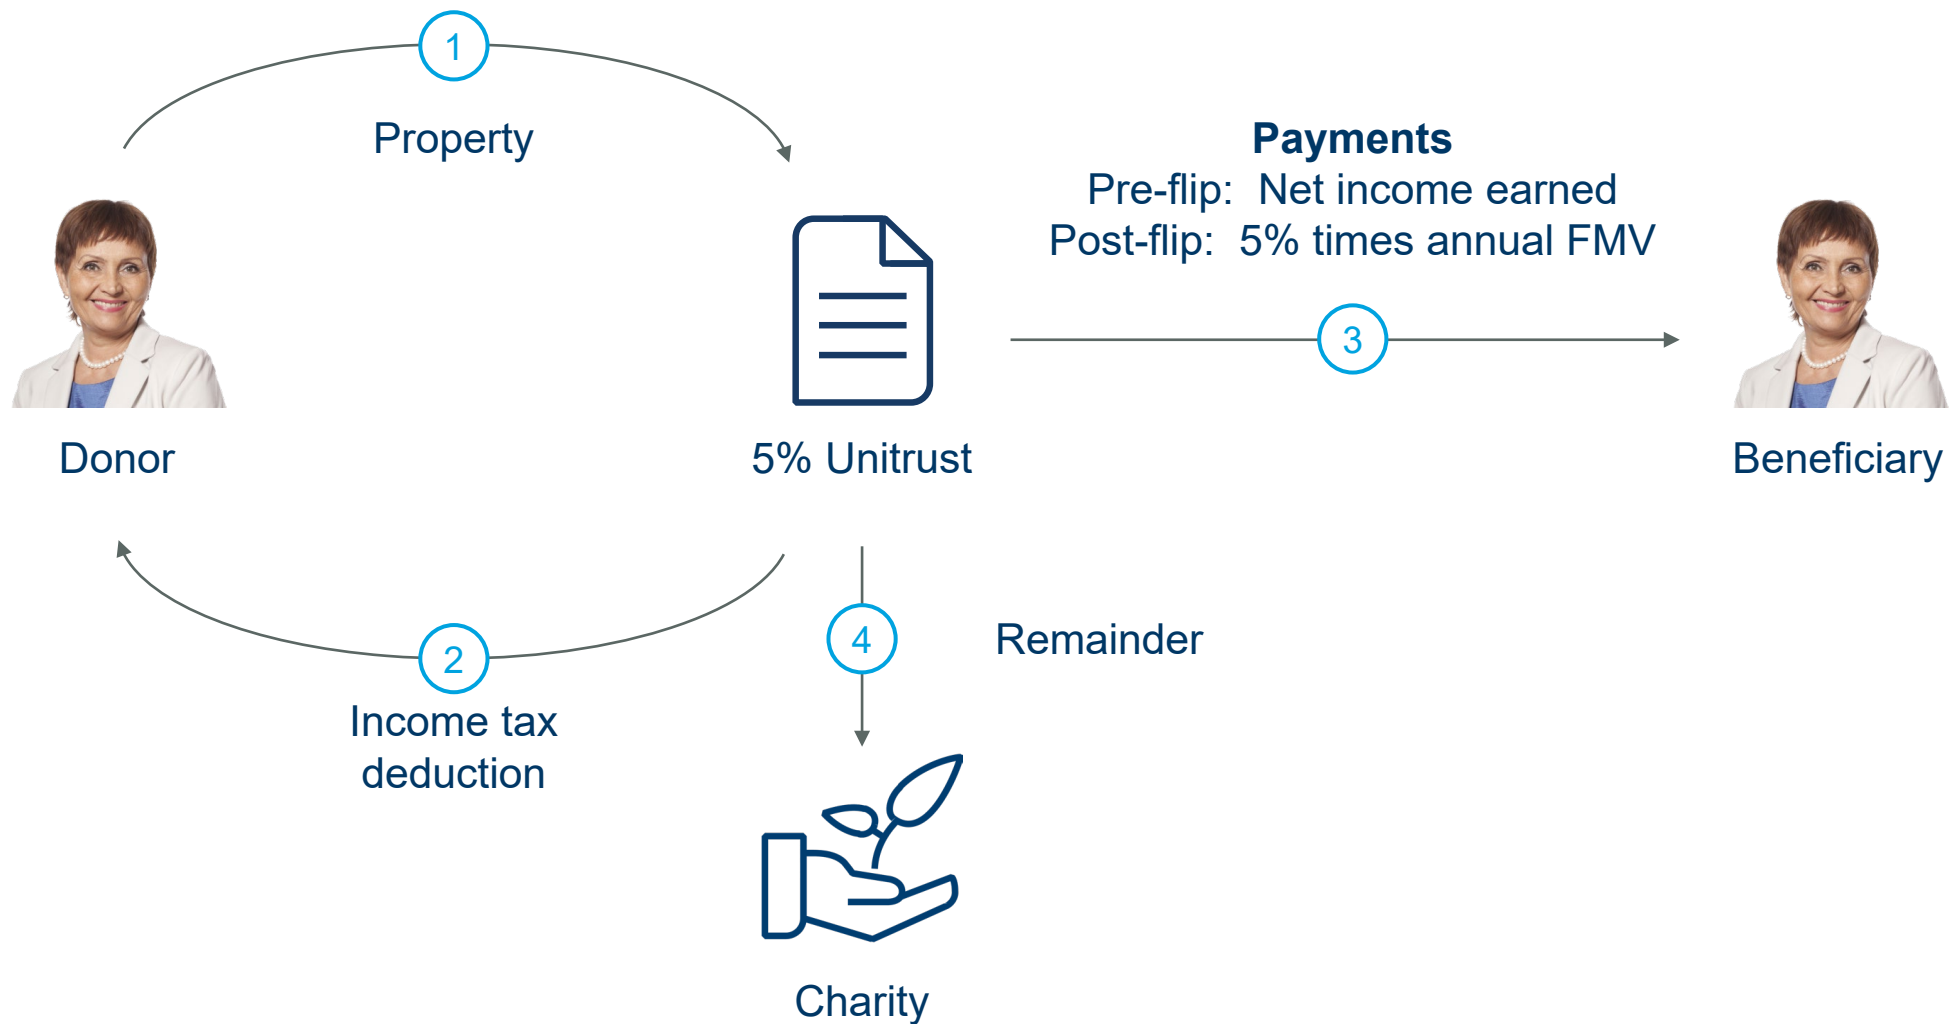 1
Property
Payments
Pre-flip:  Net income earned
Post-flip:  5% times annual FMV
3
Donor
5% Unitrust
Beneficiary
2
Income tax
deduction
4
Remainder
Charity